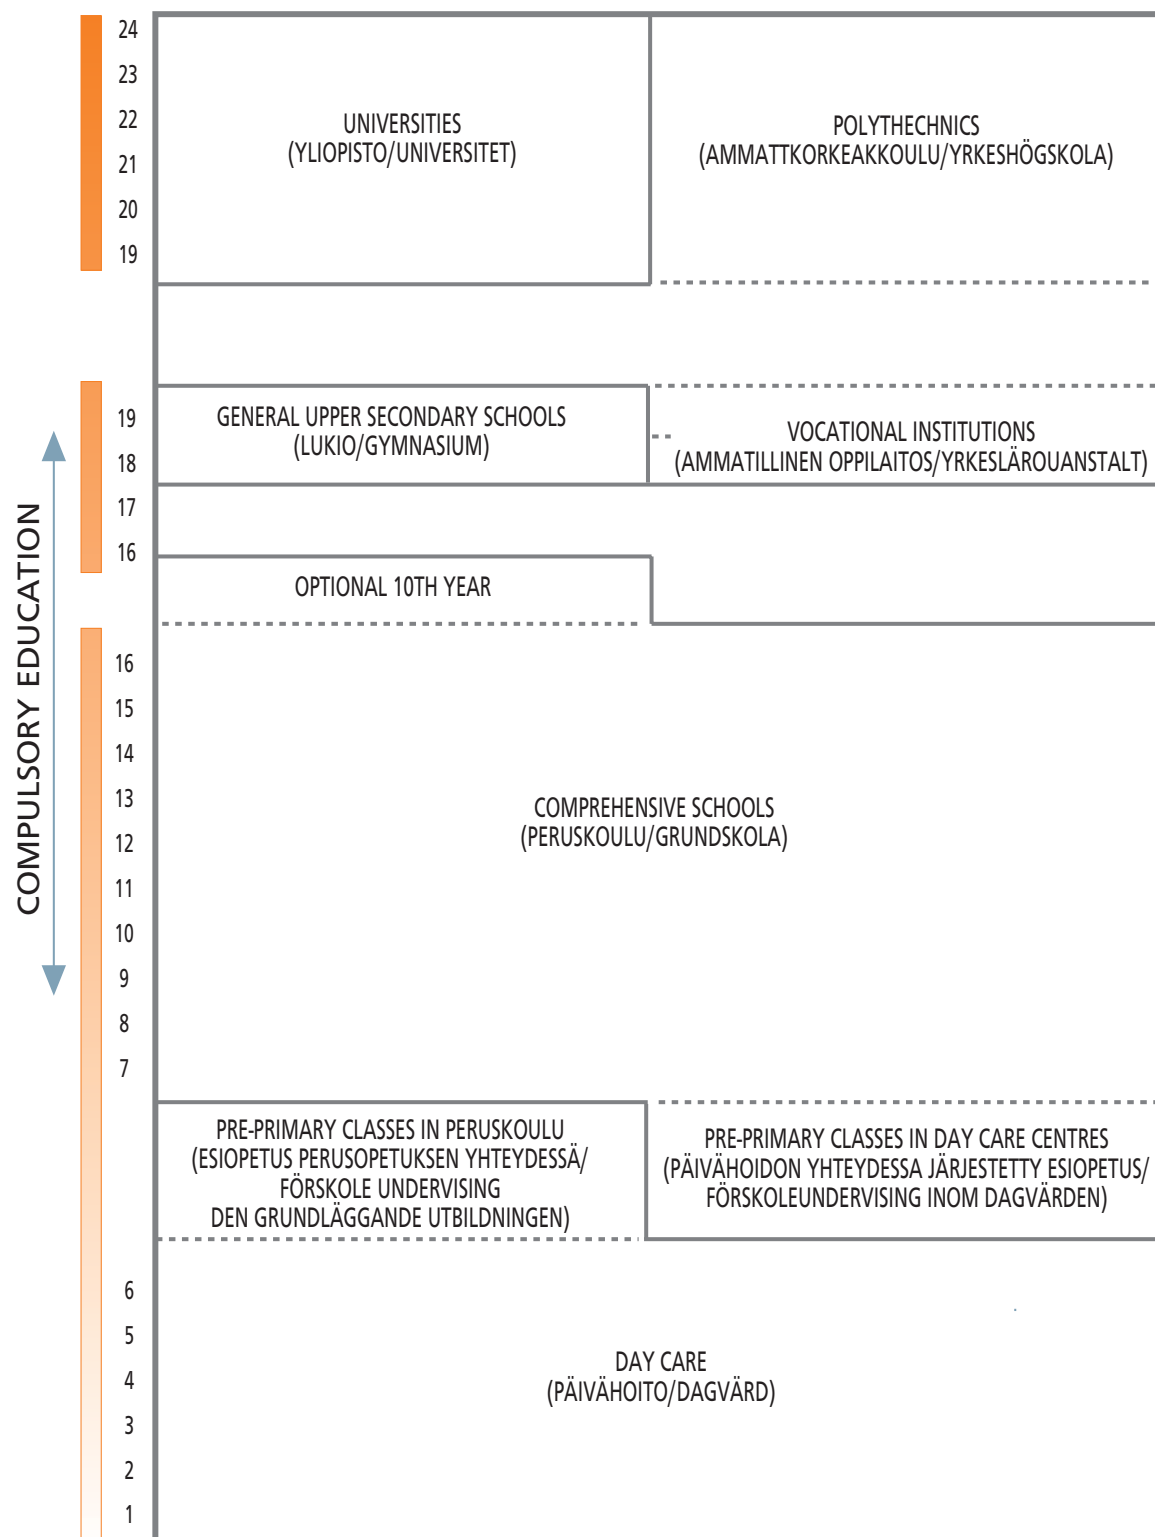 24
23
22
21
20
19
UNIVERSITIES
(YLIOPISTO/UNIVERSITET)
POLYTHECHNICS
(AMMATTKORKEAKKOULU/YRKESHÖGSKOLA)
19
18
17
16
GENERAL UPPER SECONDARY SCHOOLS
(LUKIO/GYMNASIUM)
VOCATIONAL INSTITUTIONS
(AMMATILLINEN OPPILAITOS/YRKESLÄROUANSTALT)
OPTIONAL 10TH YEAR
COMPULSORY EDUCATION
16
15
14
13
12
11
10
9
8
7
COMPREHENSIVE SCHOOLS
(PERUSKOULU/GRUNDSKOLA)
PRE-PRIMARY CLASSES IN PERUSKOULU
(ESIOPETUS PERUSOPETUKSEN YHTEYDESSÄ/
FÖRSKOLE UNDERVISING
DEN GRUNDLÄGGANDE UTBILDNINGEN)
PRE-PRIMARY CLASSES IN DAY CARE CENTRES
(PÄIVÄHOIDON YHTEYDESSA JÄRJESTETTY ESIOPETUS/
FÖRSKOLEUNDERVISING INOM DAGVÄRDEN)
6
5
4
3
2
1
DAY CARE
(PÄIVÄHOITO/DAGVÄRD)